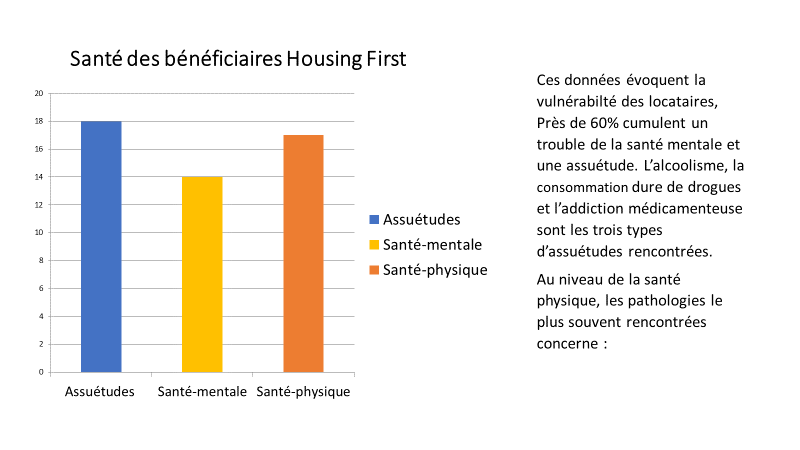 Santé des bénéficiaires Housing First
20
18
16
14
12
10
8
6
4
2
0
Assuétudes
Santé-mentale
Santé-physique
Assuétudes
Santé-mentale
Santé-physique
Ces données évoquent la
vulnérabilté des locataires,
Près de 60% cumulent un
trouble de la santé mentale et
une assuétude. L’alcoolisme, la
consommation dure de drogues
et l’addiction médicamenteuse
sont les trois types
d’assuétudes rencontrées.
Au niveau de la santé
physique, les pathologies le
plus souvent rencontrées
concerne :